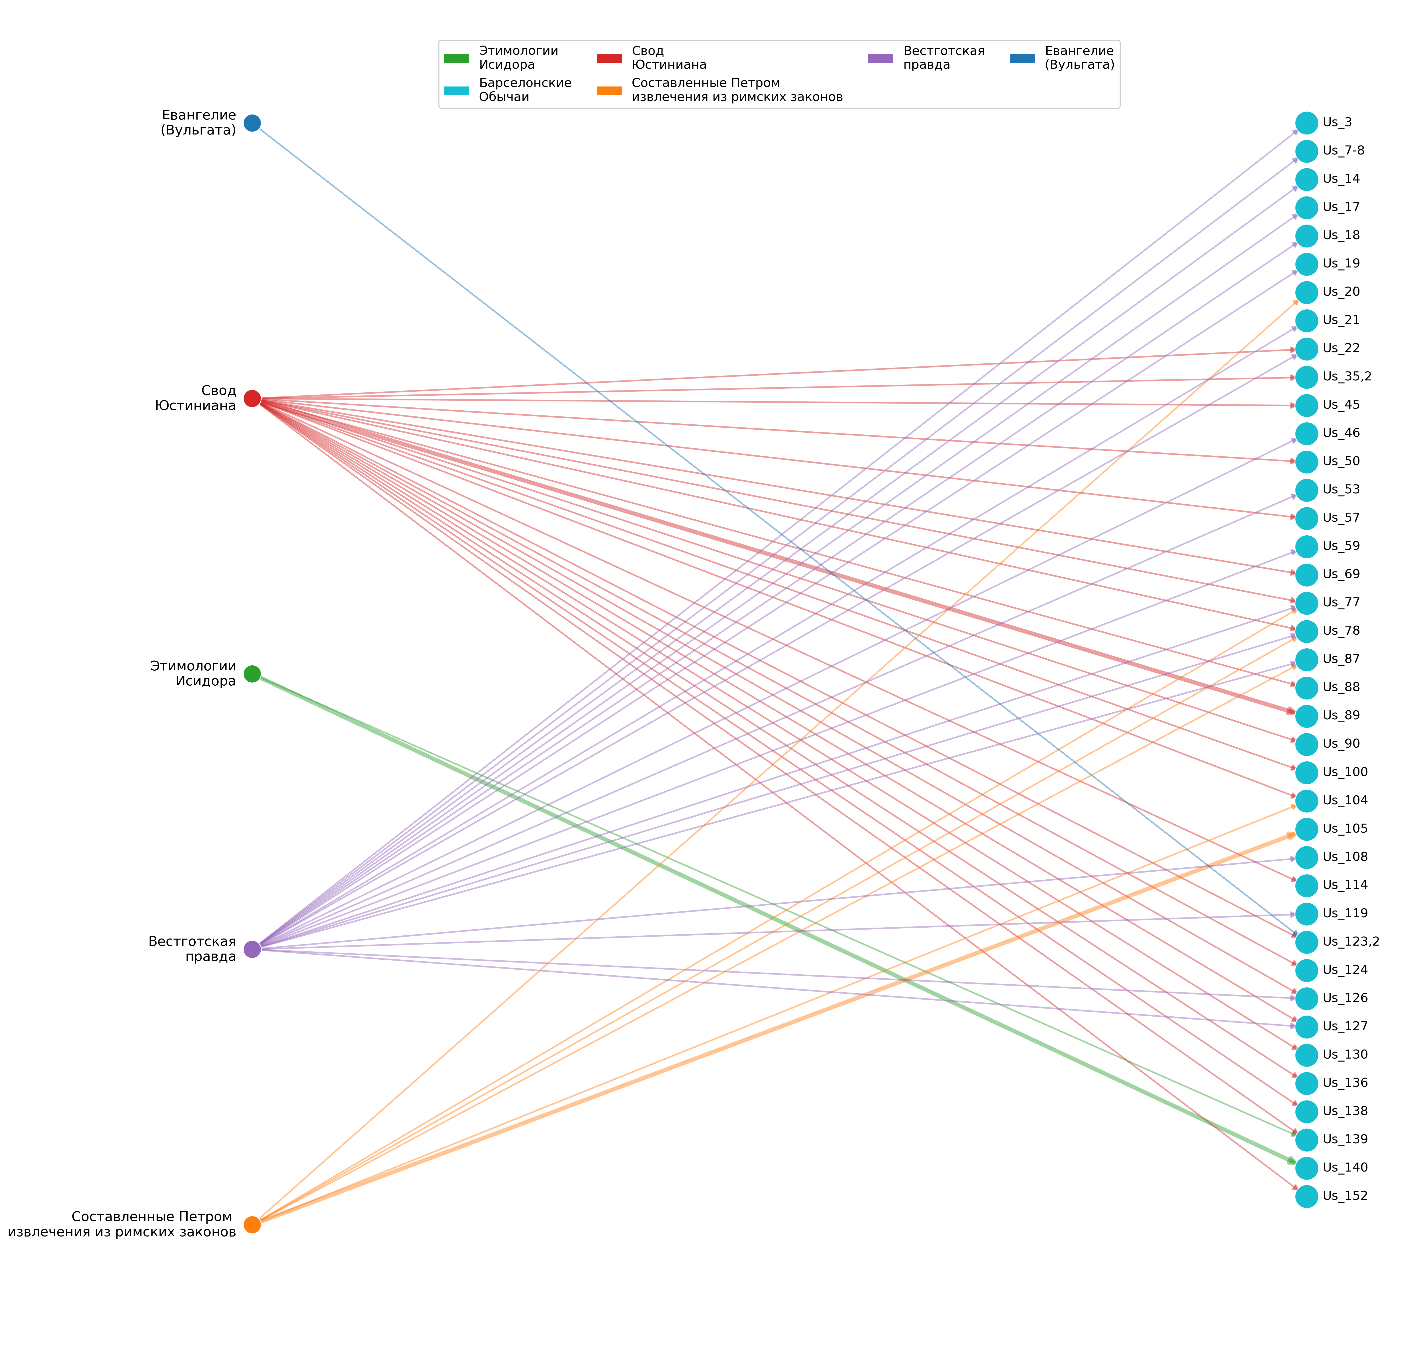 Этимологии
Исидора
Свод
Юстиниана
Вестготская
правда
Евангелие
(Вульгата)
Барселонские
Обычаи
Составленные Петром
извлечения из римских законов
Евангелие
(Вульгата)
Свод
Юстиниана
Этимологии
Исидора
Вестготская
правда
Составленные Петром
извлечения из римских законов
Us_3
Us_7-8
Us_14
Us_17
Us_18
Us_19
Us_20
Us_21
Us_22
Us_35,2
Us_45
Us_46
Us_50
Us_53
Us_57
Us_59
Us_69
Us_77
Us_78
Us_87
Us_88
Us_89
Us_90
Us_100
Us_104
Us_105
Us_108
Us_114
Us_119
Us_123,2
Us_124
Us_126
Us_127
Us_130
Us_136
Us_138
Us_139
Us_140
Us_152